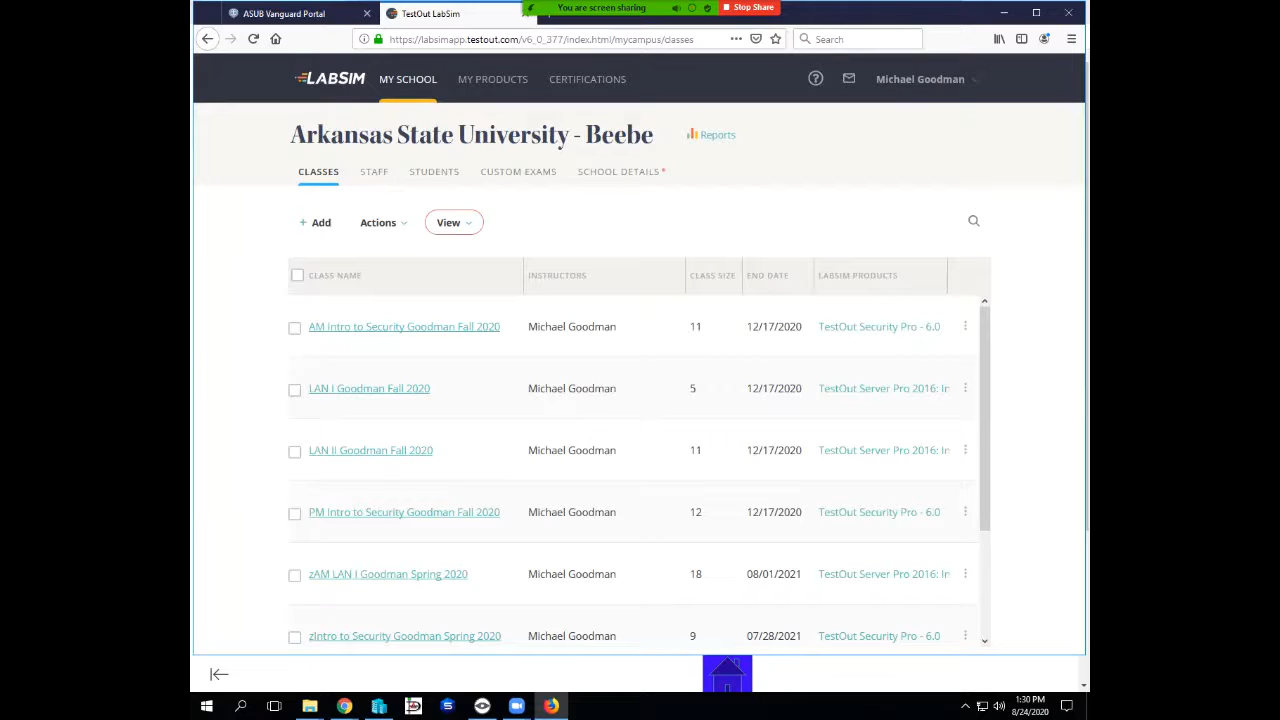 ASUB Vanguard Portal
TestOut LabSim
You are screen sharing
Stop Share
https://labsimapp.testout.com/v6_0_377/index.html/mycampus/classes
Search
LABSIM
MY SCHOOL
MY PRODUCTS
CERTIFICATIONS
Michael Goodman
Arkansas State University - Beebe
Reports
CLASSES
STAFF
STUDENTS
CUSTOM EXAMS
SCHOOL DETAILS *
+ Add
Actions
View
CLASS NAME INSTRUCTORS CLASS SIZE END DATE LABSIM PRODUCTS
AM Intro to Security Goodman Fall 2020 Michael Goodman 11 12/17/2020 TestOut Security Pro - 6.0
LAN I Goodman Fall 2020 Michael Goodman 5 12/17/2020 TestOut Server Pro 2016: In
LAN II Goodman Fall 2020 Michael Goodman 11 12/17/2020 TestOut Server Pro 2016: In
PM Intro to Security Goodman Fall 2020 Michael Goodman 12 12/17/2020 TestOut Security Pro - 6.0
zAM LAN I Goodman Spring 2020 Michael Goodman 18 08/01/2021 TestOut Server Pro 2016: In
zIntro to Security Goodman Spring 2020 Michael Goodman 9 07/28/2021 TestOut Security Pro - 6.0
1:30 PM
8/24/2020